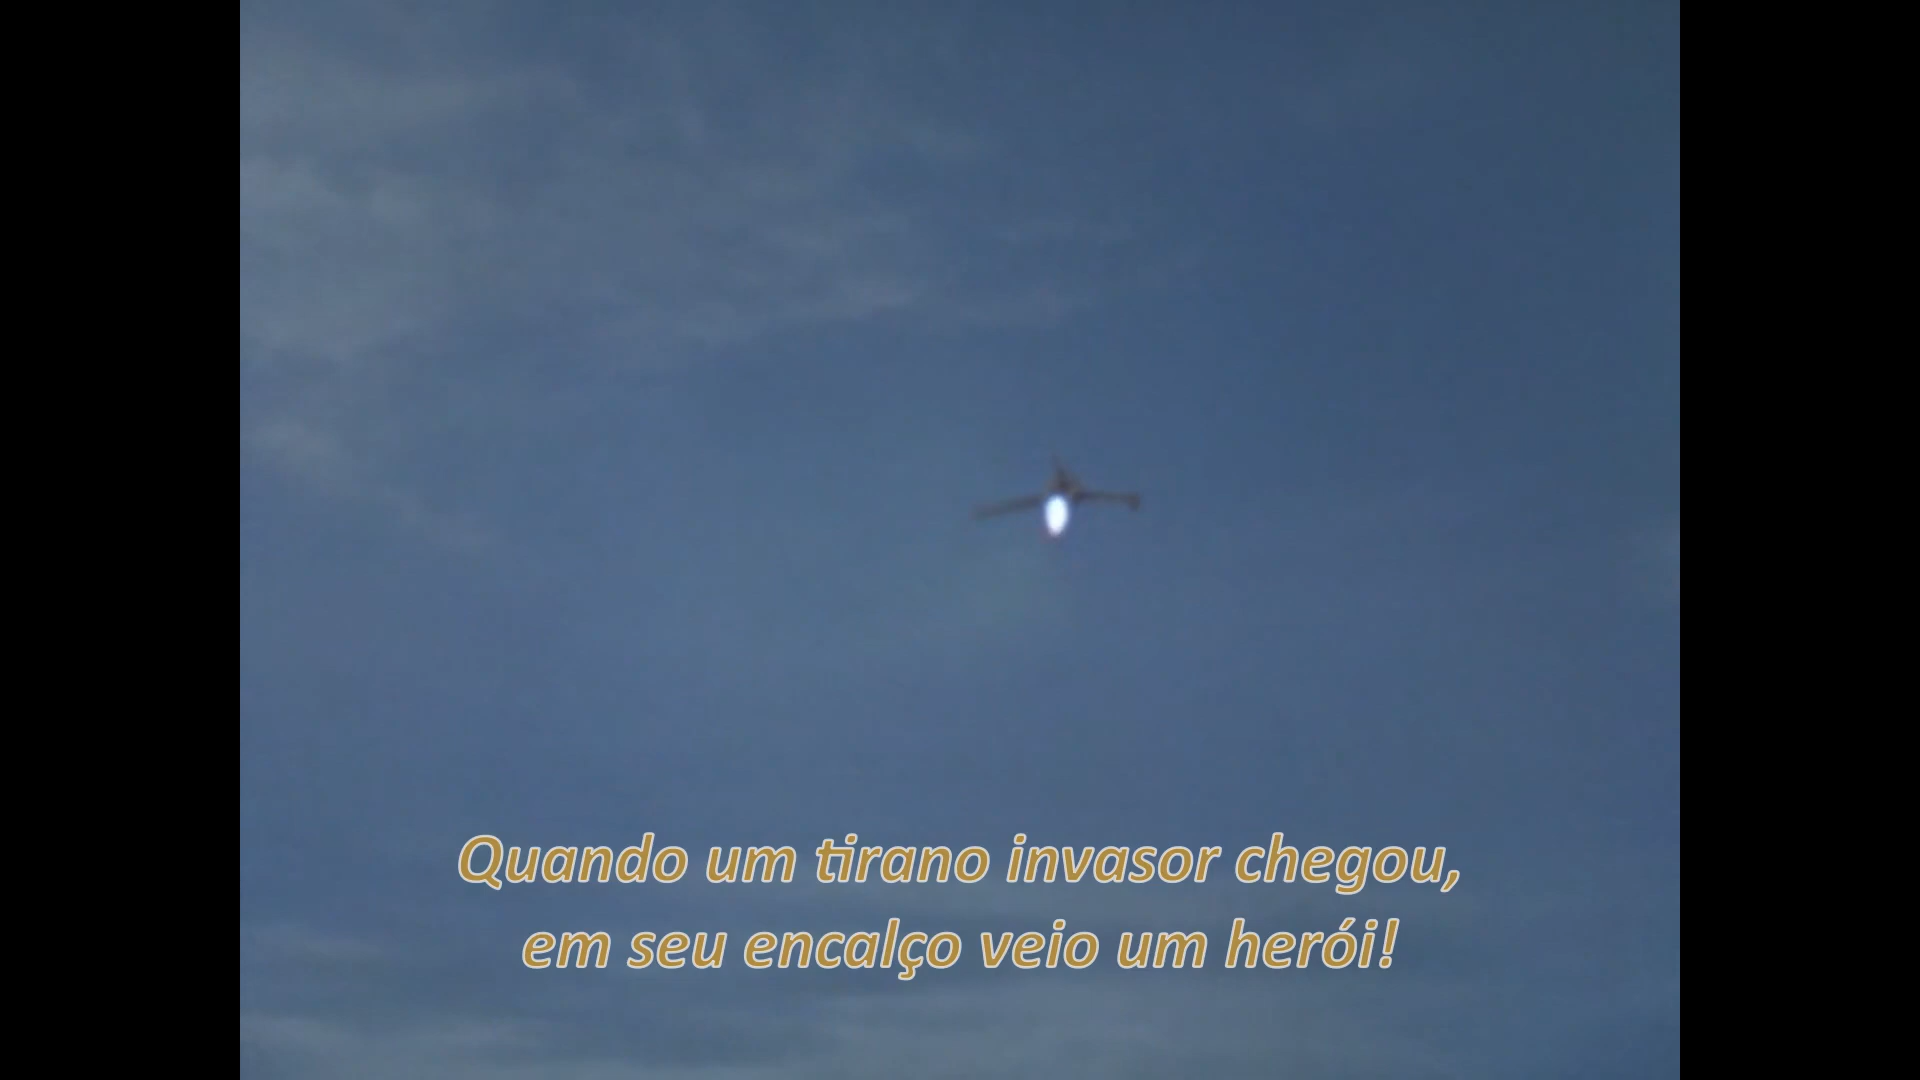 Quando um tirano invasor chegou,
em seu encalço veio um herói!